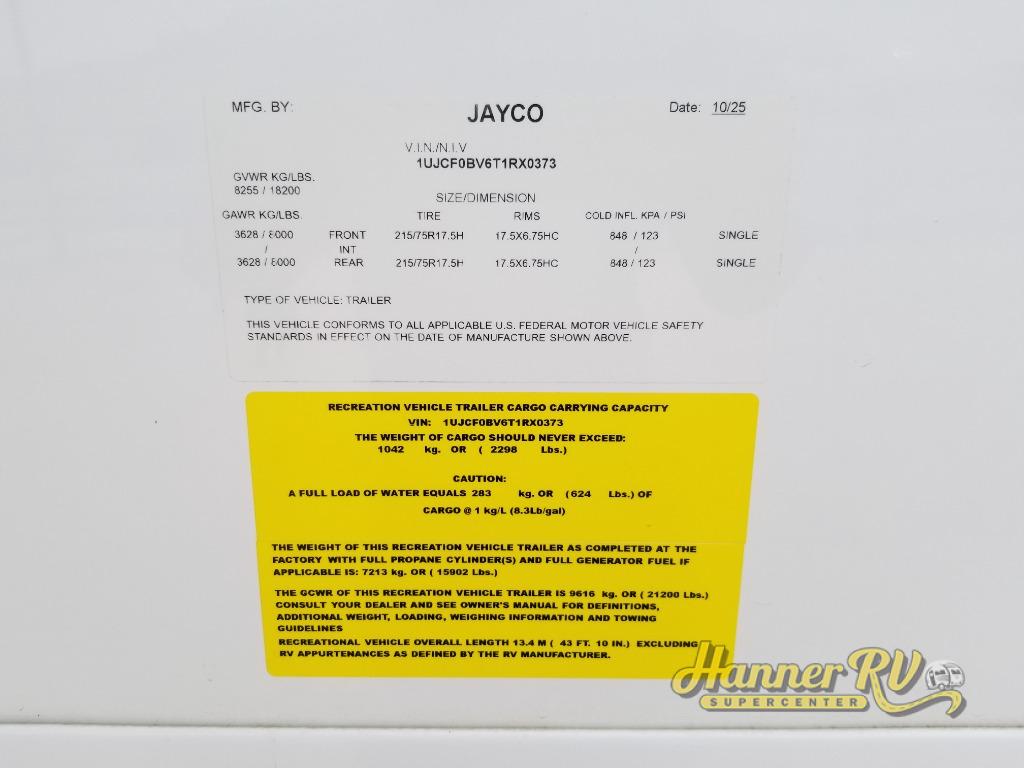 MFG. BY: JAYCO Date: 10/25
V.I.N./N.I.V
1UJCF0BV6T1RX0373
GVWR KG/LBS.
8255 / 18200
SIZE/DIMENSION
GAWR KG/LBS. TIRE RIMS COLD INFL. KPA / PSI
3628 / 8000 FRONT 215/75R17.5H 17.5X6.75HC 848 / 123 SINGLE
/ INT /
3628 / 8000 REAR 215/75R17.5H 17.5X6.75HC 848 / 123 SINGLE
TYPE OF VEHICLE: TRAILER
THIS VEHICLE CONFORMS TO ALL APPLICABLE U.S. FEDERAL MOTOR VEHICLE SAFETY
STANDARDS IN EFFECT ON THE DATE OF MANUFACTURE SHOWN ABOVE.
RECREATION VEHICLE TRAILER CARGO CARRYING CAPACITY
VIN: 1UJCF0BV6T1RX0373
THE WEIGHT OF CARGO SHOULD NEVER EXCEED:
1042 kg. OR ( 2298 Lbs.)
CAUTION:
A FULL LOAD OF WATER EQUALS 283 kg. OR (624 Lbs.) OF
CARGO @ 1 kg/L (8.3Lb/gal)
THE WEIGHT OF THIS RECREATION VEHICLE TRAILER AS COMPLETED AT THE
FACTORY WITH FULL PROPANE CYLINDER(S) AND FULL GENERATOR FUEL IF
APPLICABLE IS: 7213 kg. OR ( 15902 Lbs.)
THE GCWR OF THIS RECREATION VEHICLE TRAILER IS 9616 kg. OR ( 21200 Lbs.)
CONSULT YOUR DEALER AND SEE OWNER'S MANUAL FOR DEFINITIONS,
ADDITIONAL WEIGHT, LOADING, WEIGHING INFORMATION AND TOWING
GUIDELINES
RECREATIONAL VEHICLE OVERALL LENGTH 13.4 M ( 43 FT. 10 IN.) EXCLUDING
RV APPURTENANCES AS DEFINED BY THE RV MANUFACTURER.
Hanner RV
SUPERCENTER